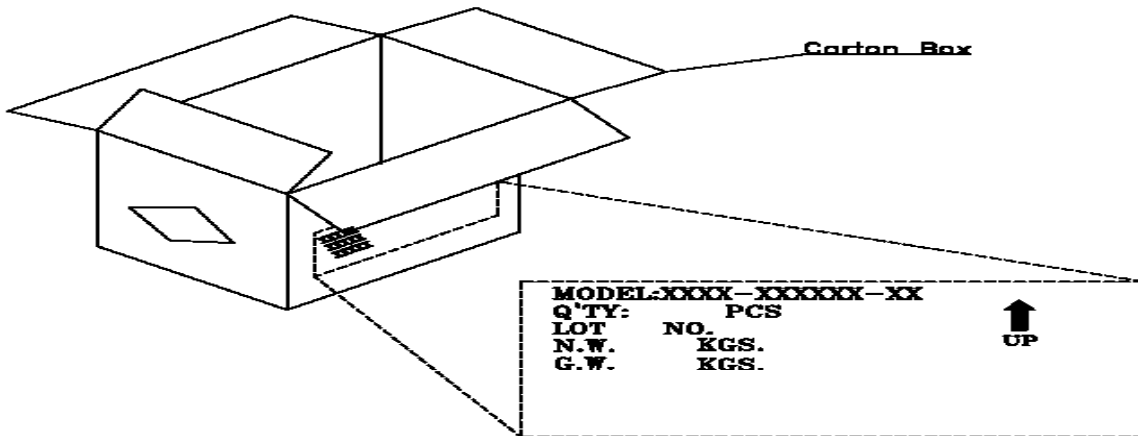 Carton Box
MODEL:XXXX-XXXXXX-XX
Q'TY: PCS
LOT NO.
N.W. KGS.
G.W. KGS.
UP